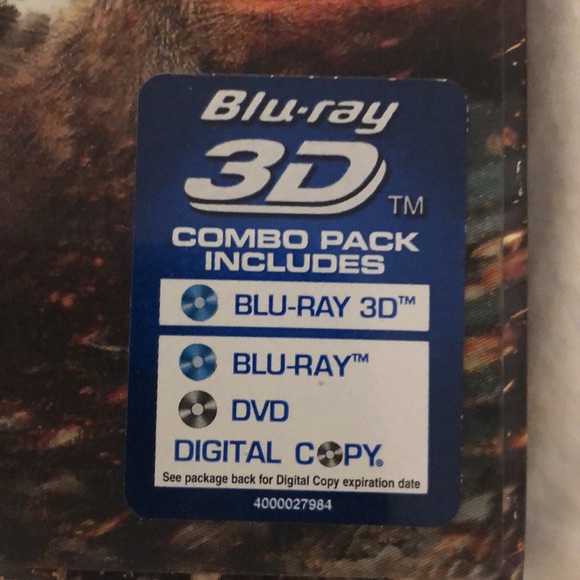 Blu-ray
3D™
COMBO PACK
INCLUDES
BLU-RAY 3D™
BLU-RAY™
DVD
DIGITAL COPY®
See package back for Digital Copy expiration date
4000027984